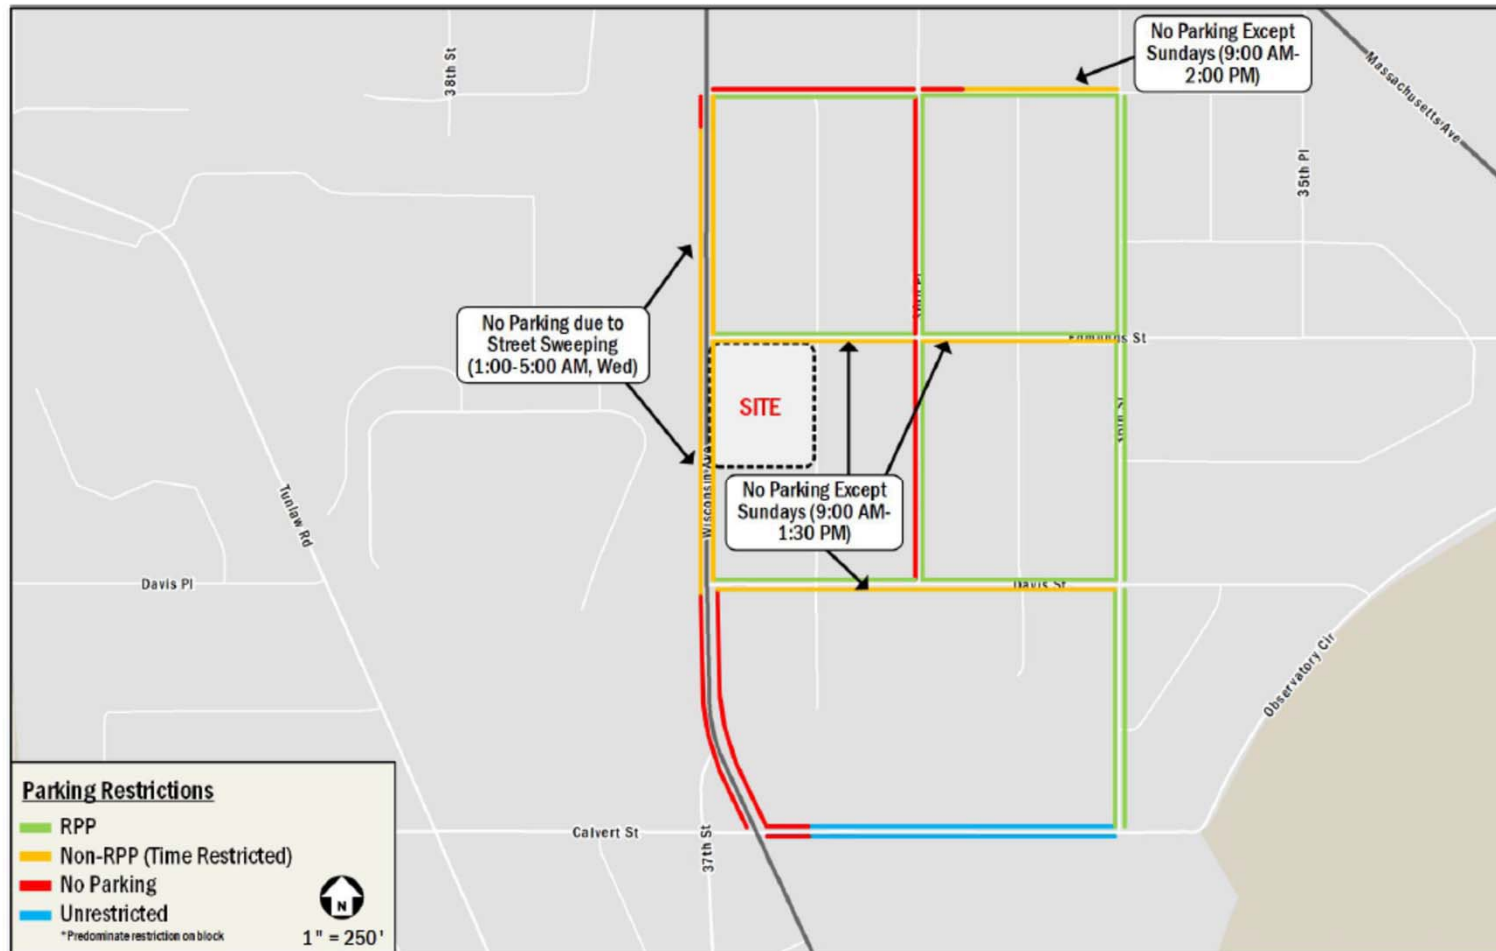 No Parking Except
Sundays (9:00 AM-
2:00 PM)
38th St
Massachusetts Ave
35th Pl
No Parking due to
Street Sweeping
(1:00-5:00 AM, Wed)
Edmunds St
SITE
Wisconsin Ave
No Parking Except
Sundays (9:00 AM-
1:30 PM)
Tunlaw Rd
Davis Pl
Davis St
Observatory Cir
Parking Restrictions
RPP
Non-RPP (Time Restricted)
No Parking
Unrestricted
*Predominate restriction on block
N
1" = 250'
Calvert St
37th St